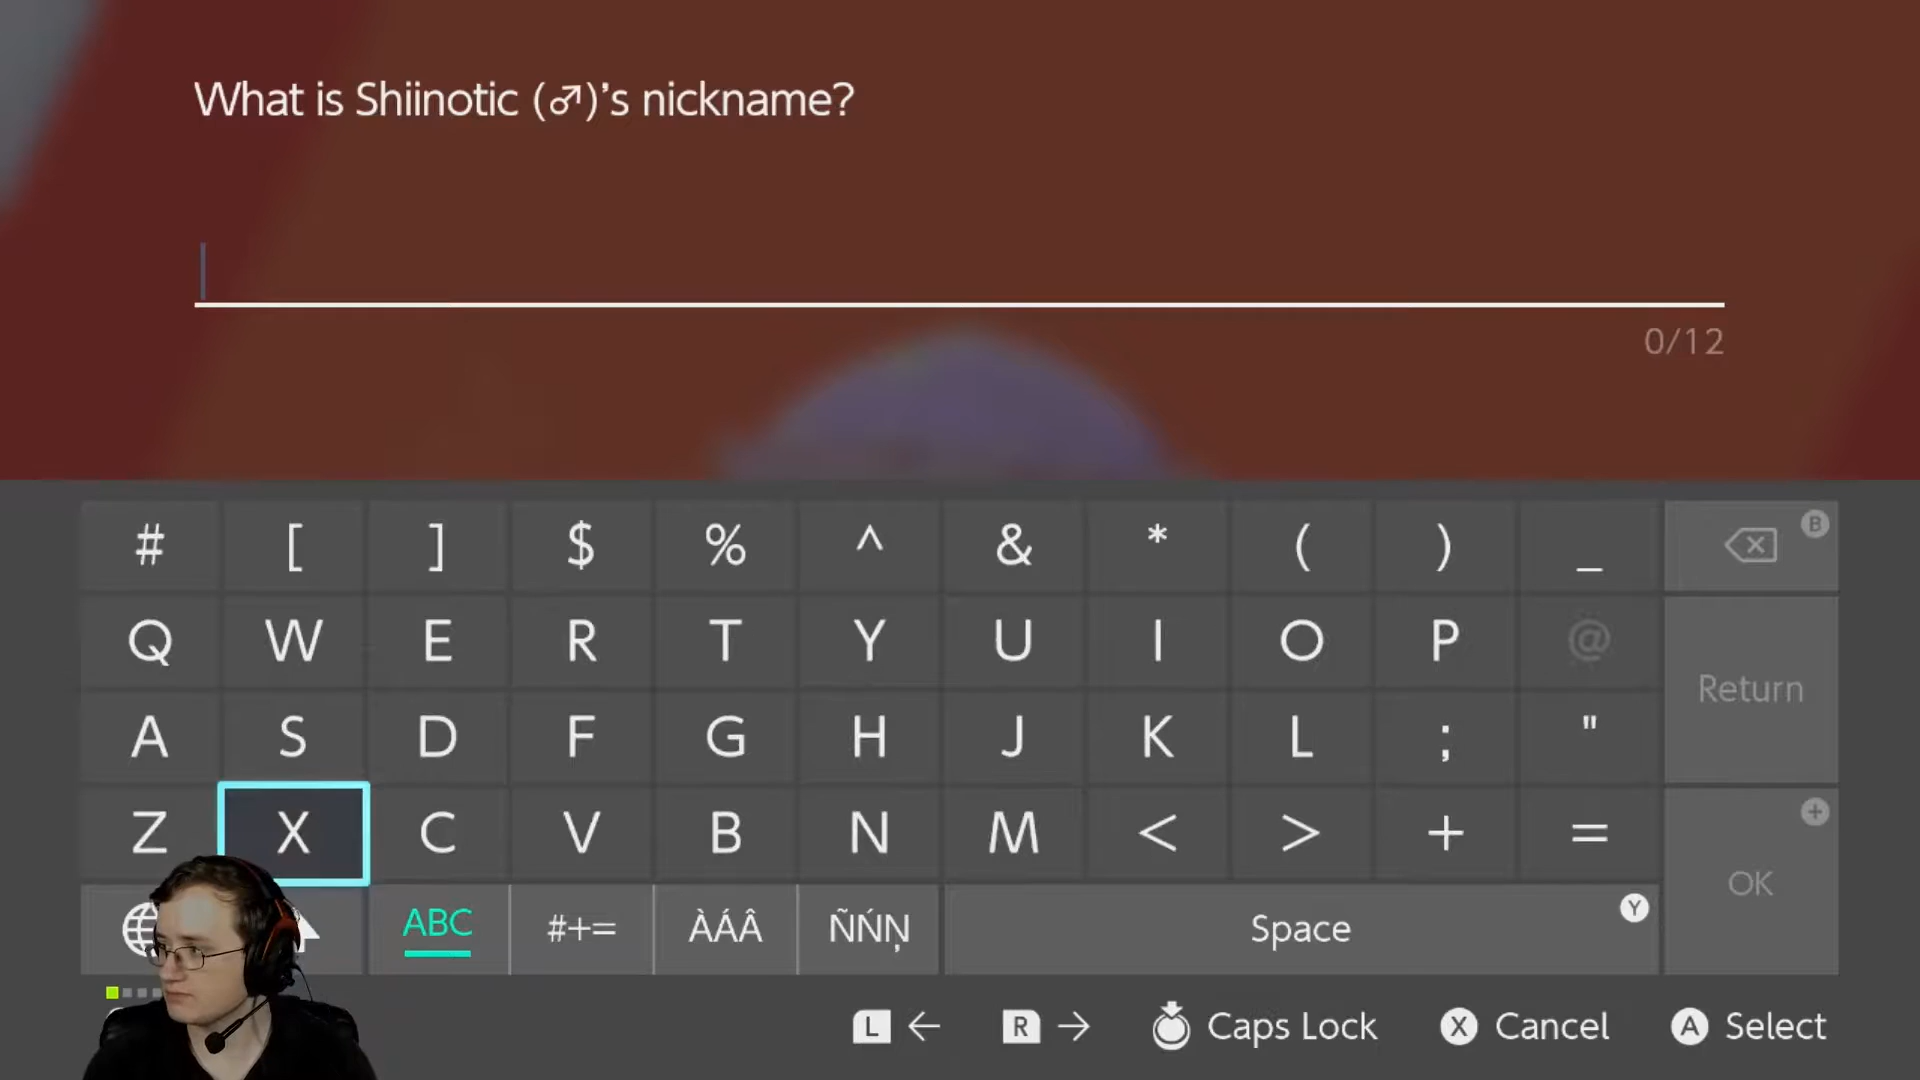 What is Shiinotic (♂)'s nickname?
0/12
# [ ] $ % ^ & * ( ) _ B
Q W E R T Y U I O P @
Return
A S D F G H J K L ; "
Z X C V B N M < > + = +
ABC #+= ÀÁÂ ÑŃŅ Space Y OK
L ← R → Caps Lock X Cancel A Select